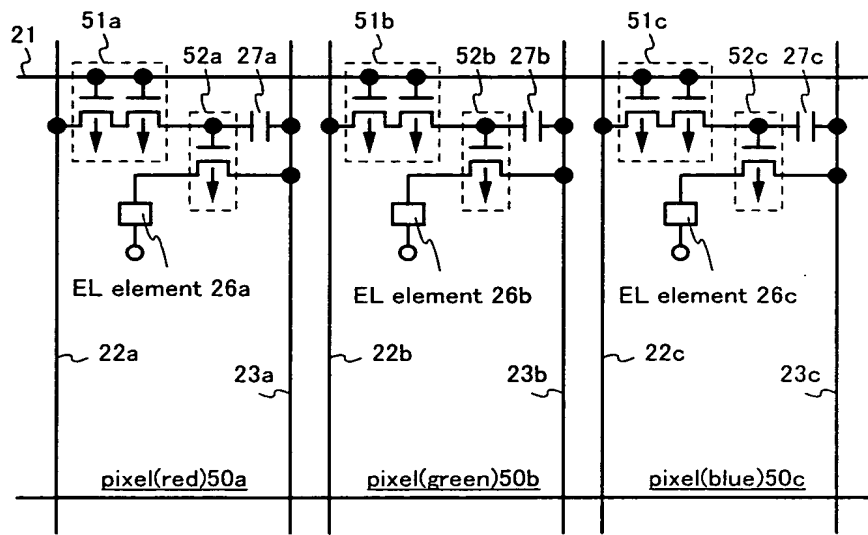 21
51a
52a
27a
51b
52b
27b
51c
52c
27c
EL element 26a
EL element 26b
EL element 26c
22a
23a
22b
23b
22c
23c
pixel(red)50a
pixel(green)50b
pixel(blue)50c